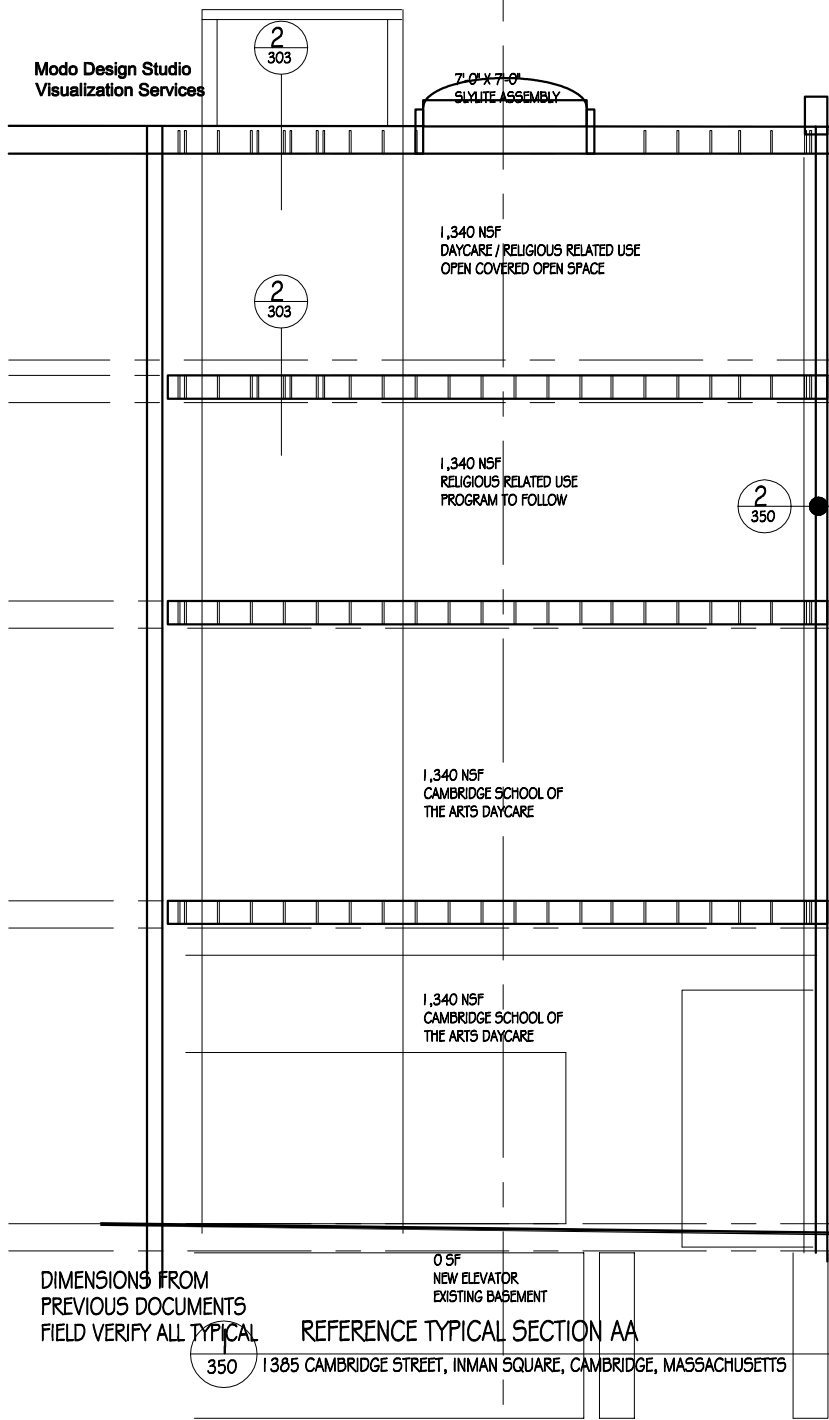 2
303
Modo Design Studio
Visualization Services
7'-0" X 7'-0"
SLYLITE ASSEMBLY
1,340 NSF
DAYCARE / RELIGIOUS RELATED USE
OPEN COVERED OPEN SPACE
2
303
1,340 NSF
RELIGIOUS RELATED USE
PROGRAM TO FOLLOW
2
350
1,340 NSF
CAMBRIDGE SCHOOL OF
THE ARTS DAYCARE
1,340 NSF
CAMBRIDGE SCHOOL OF
THE ARTS DAYCARE
0 SF
NEW ELEVATOR
EXISTING BASEMENT
DIMENSIONS FROM
PREVIOUS DOCUMENTS
FIELD VERIFY ALL TYPICAL
1
350
REFERENCE TYPICAL SECTION AA
1385 CAMBRIDGE STREET, INMAN SQUARE, CAMBRIDGE, MASSACHUSETTS